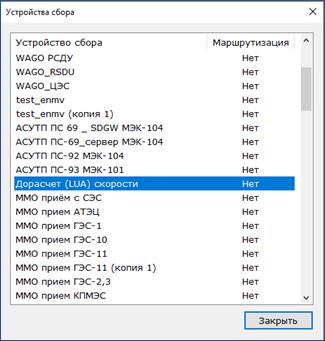 Устройства сбора
Устройство сбора Маршрутизация
WAGO РСДУ Нет
WAGO_RSDU Нет
WAGO_ЦЭС Нет
test_enmv Нет
test_enmv (копия 1) Нет
АСУТП ПС 69 _ SDGW МЭК-104 Нет
АСУТП ПС-69_сервер МЭК-104 Нет
АСУТП ПС-92 МЭК-104 Нет
АСУТП ПС-93 МЭК-101 Нет
Дорасчет (LUA) скорости Нет
ММО приём с СЭС Нет
ММО прием АТЭЦ Нет
ММО прием ГЭС-1 Нет
ММО прием ГЭС-10 Нет
ММО прием ГЭС-11 Нет
ММО прием ГЭС-11 (копия 1) Нет
ММО прием ГЭС-2,3 Нет
ММО прием КПМЭС Нет
Закрыть